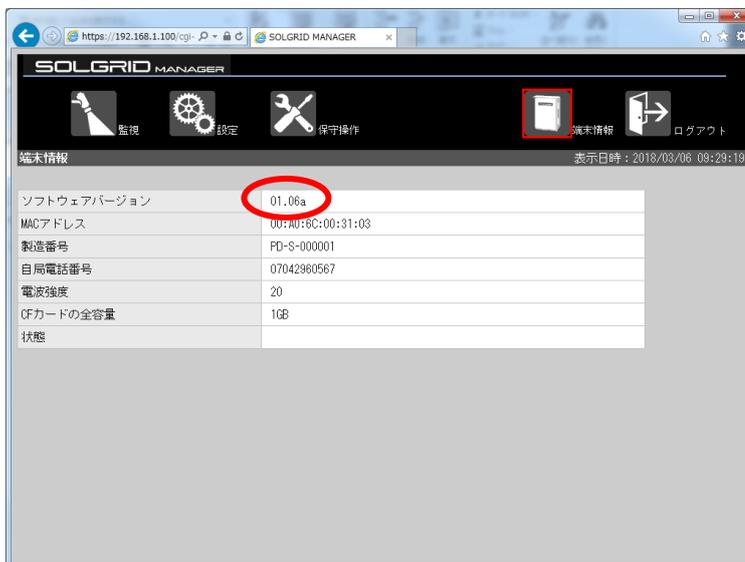 https://192.168.1.100/cgi-
SOLGRID MANAGER
SOLGRID MANAGER
監視
設定
保守操作
端末情報
ログアウト
端末情報
表示日時：2018/03/06 09:29:19
ソフトウェアバージョン 01.06a
MACアドレス 00:A0:6C:00:31:03
製造番号 PD-S-000001
自局電話番号 07042960567
電波強度 20
CFカードの全容量 1GB
状態